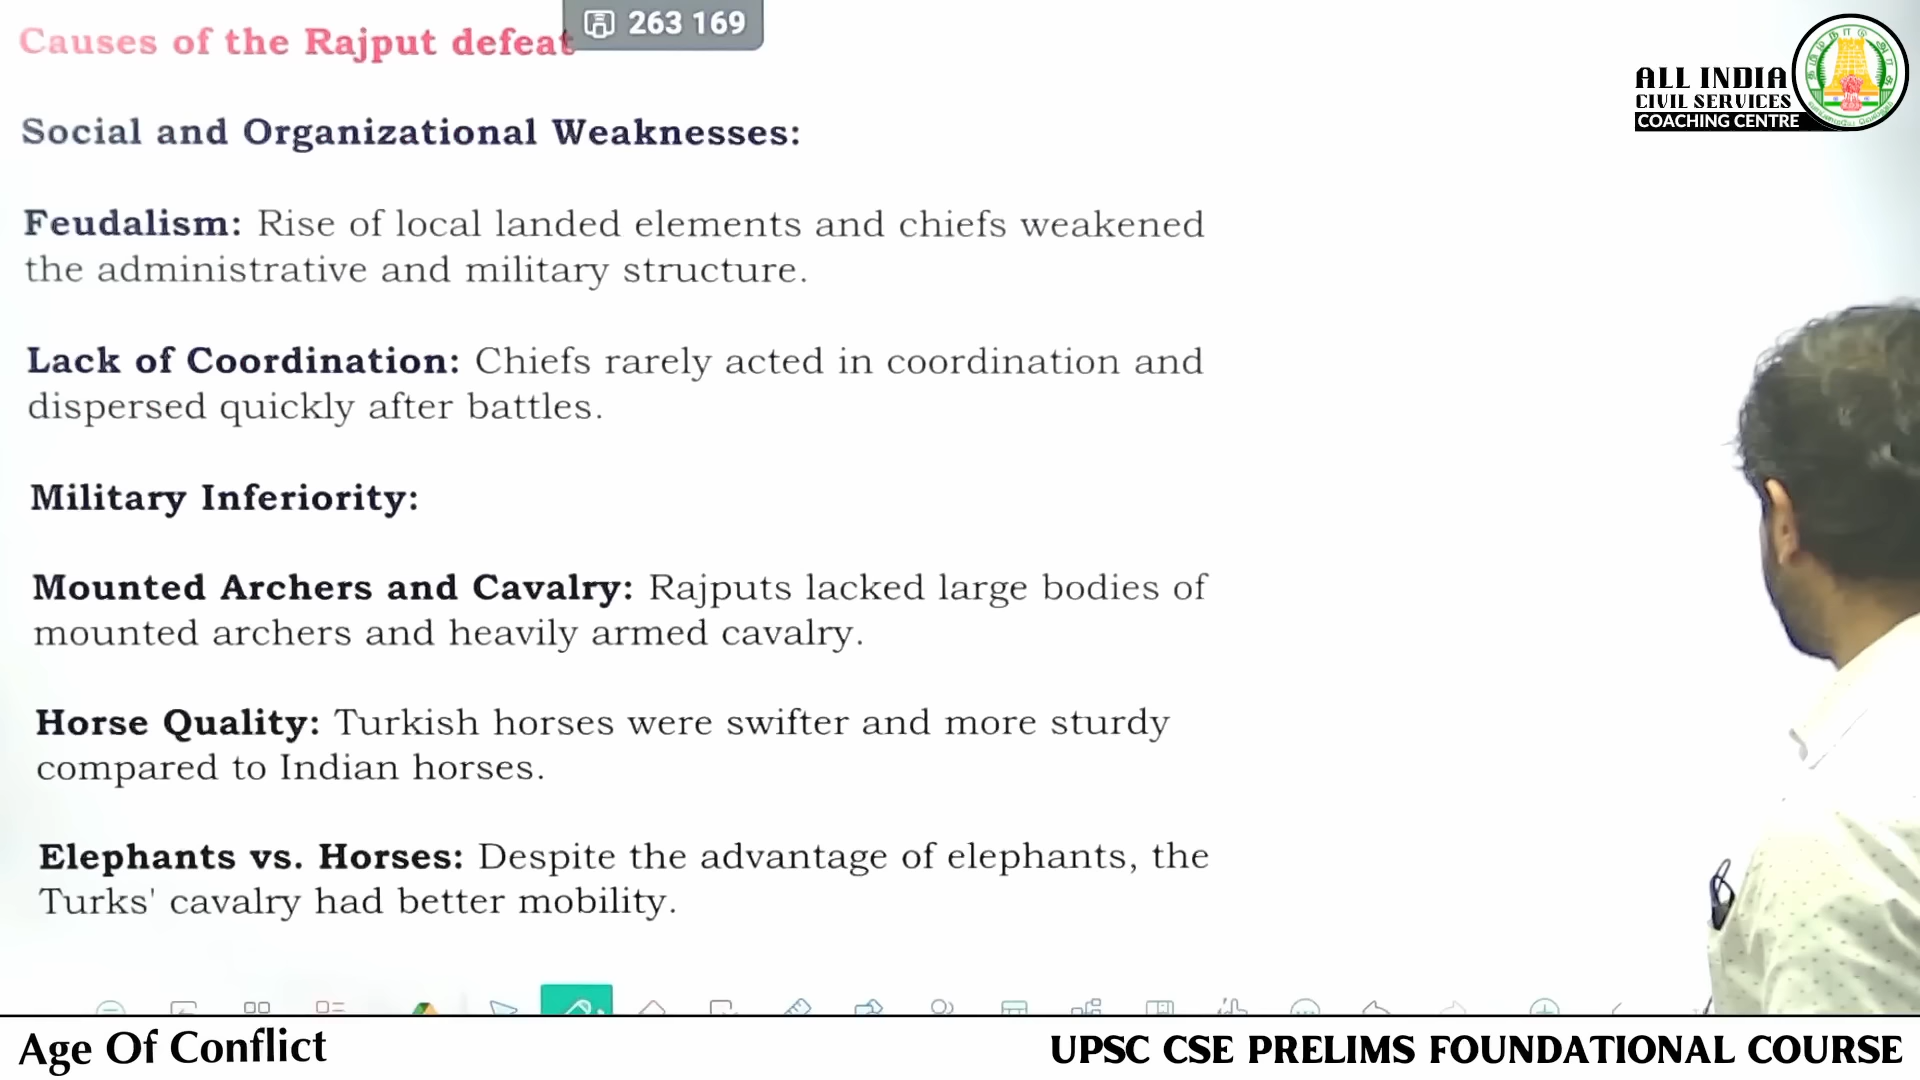 Causes of the Rajput defeat
263 169
ALL INDIA
CIVIL SERVICES
COACHING CENTRE
Social and Organizational Weaknesses:
Feudalism: Rise of local landed elements and chiefs weakened
the administrative and military structure.
Lack of Coordination: Chiefs rarely acted in coordination and
dispersed quickly after battles.
Military Inferiority:
Mounted Archers and Cavalry: Rajputs lacked large bodies of
mounted archers and heavily armed cavalry.
Horse Quality: Turkish horses were swifter and more sturdy
compared to Indian horses.
Elephants vs. Horses: Despite the advantage of elephants, the
Turks' cavalry had better mobility.
Age Of Conflict
UPSC CSE PRELIMS FOUNDATIONAL COURSE